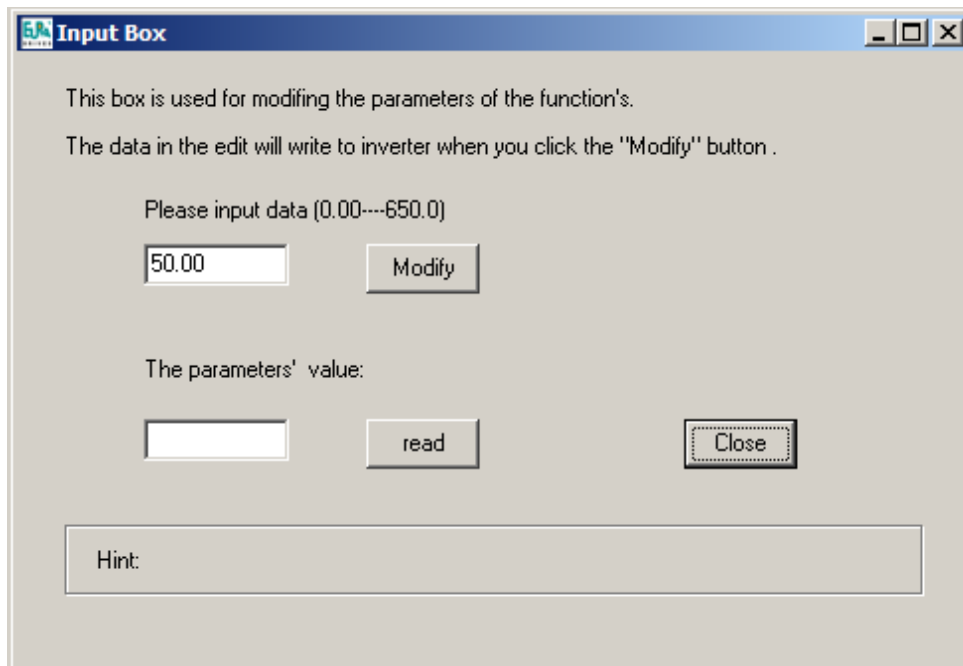 EURA
DRIVES
Input Box
This box is used for modifing the parameters of the function's.
The data in the edit will write to inverter when you click the "Modify" button .
Please input data (0.00----650.0)
50.00
Modify
The parameters'  value:
read
Close
Hint: